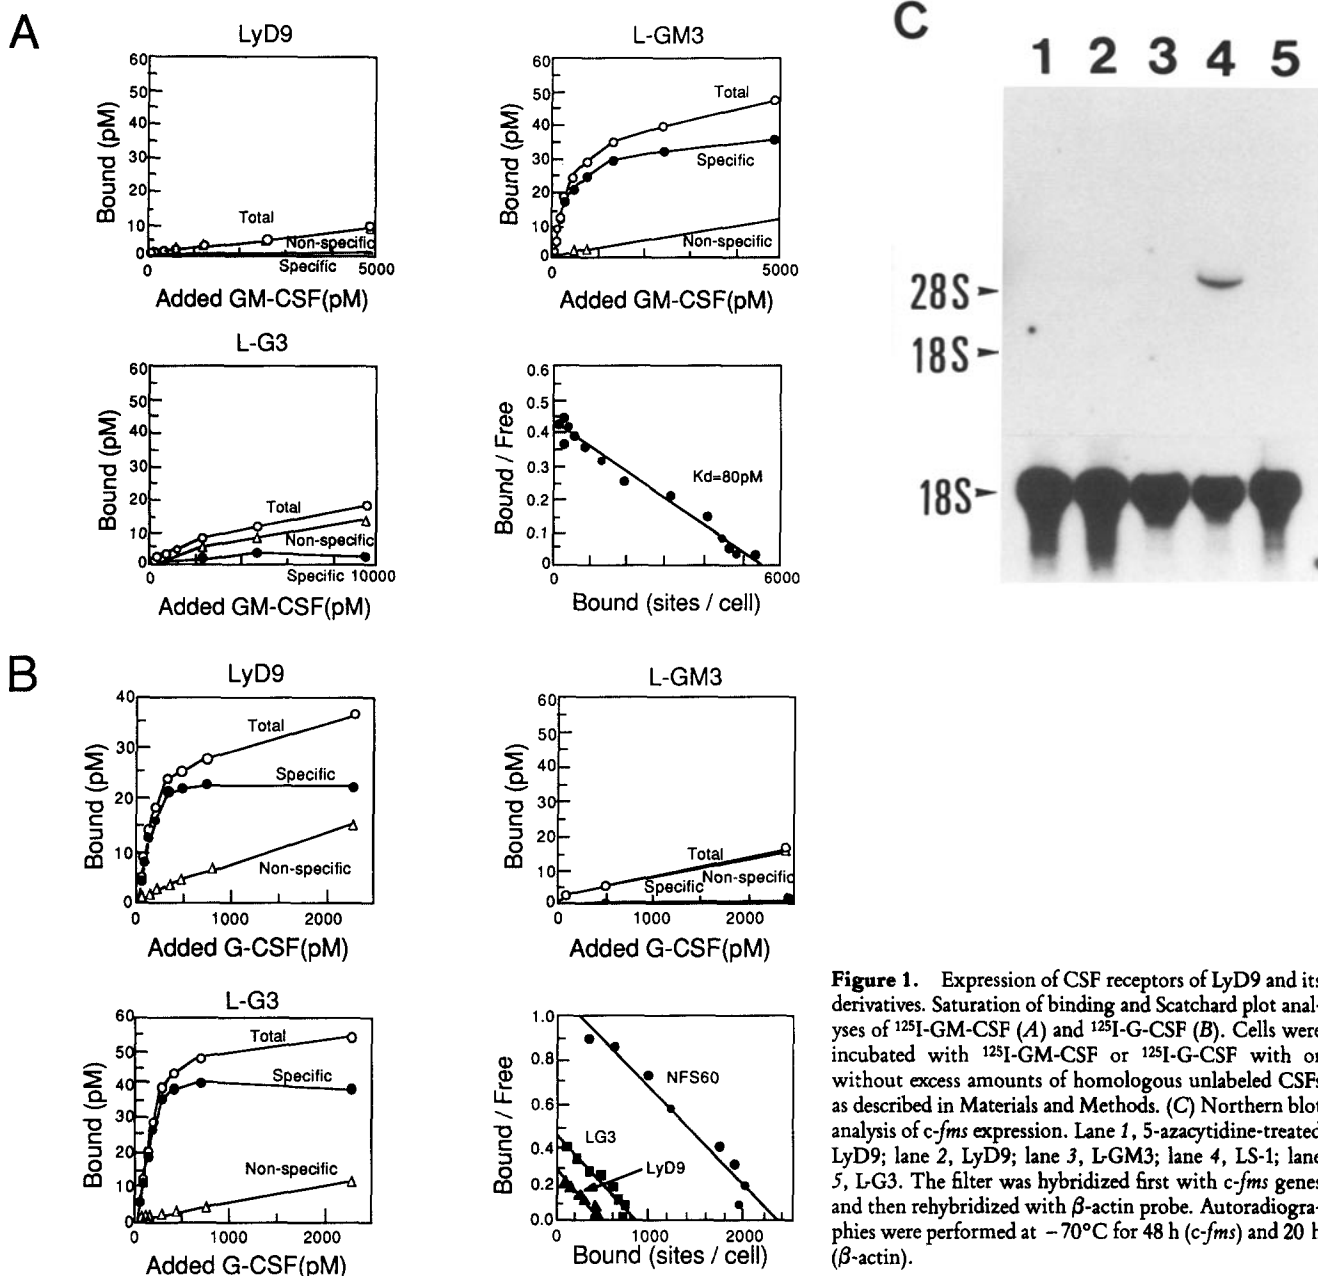 A
LyD9
60
50
40
30
20
10
0
Bound (pM)
Total
Non-specific
Specific
0
5000
Added GM-CSF(pM)
L-GM3
60
50
40
30
20
10
0
Bound (pM)
Total
Specific
Non-specific
0
5000
Added GM-CSF(pM)
L-G3
60
50
40
30
20
10
0
Bound (pM)
Total
Non-specific
Specific
0
10000
Added GM-CSF(pM)
0.6
0.5
0.4
0.3
0.2
0.1
0
Bound / Free
Kd=80pM
0
6000
Bound (sites / cell)
B
LyD9
40
30
20
10
0
Bound (pM)
Total
Specific
Non-specific
0
1000
2000
Added G-CSF(pM)
L-GM3
60
50
40
30
20
10
0
Bound (pM)
Total
Specific
Non-specific
0
1000
2000
Added G-CSF(pM)
L-G3
60
50
40
30
20
10
0
Bound (pM)
Total
Specific
Non-specific
0
1000
2000
Added G-CSF(pM)
1.0
0.8
0.6
0.4
0.2
0.0
Bound / Free
NFS60
LG3
LyD9
0
1000
2000
Bound (sites / cell)
C
1 2 3 4 5
28S
18S
18S
Figure 1. Expression of CSF receptors of LyD9 and its
derivatives. Saturation of binding and Scatchard plot anal-
yses of ¹²⁵I-GM-CSF (A) and ¹²⁵I-G-CSF (B). Cells were
incubated with ¹²⁵I-GM-CSF or ¹²⁵I-G-CSF with or
without excess amounts of homologous unlabeled CSFs
as described in Materials and Methods. (C) Northern blot
analysis of c-fms expression. Lane 1, 5-azacytidine-treated
LyD9; lane 2, LyD9; lane 3, L-GM3; lane 4, LS-1; lane
5, L-G3. The filter was hybridized first with c-fms genes
and then rehybridized with β-actin probe. Autoradiogra-
phies were performed at −70°C for 48 h (c-fms) and 20 h
(β-actin).